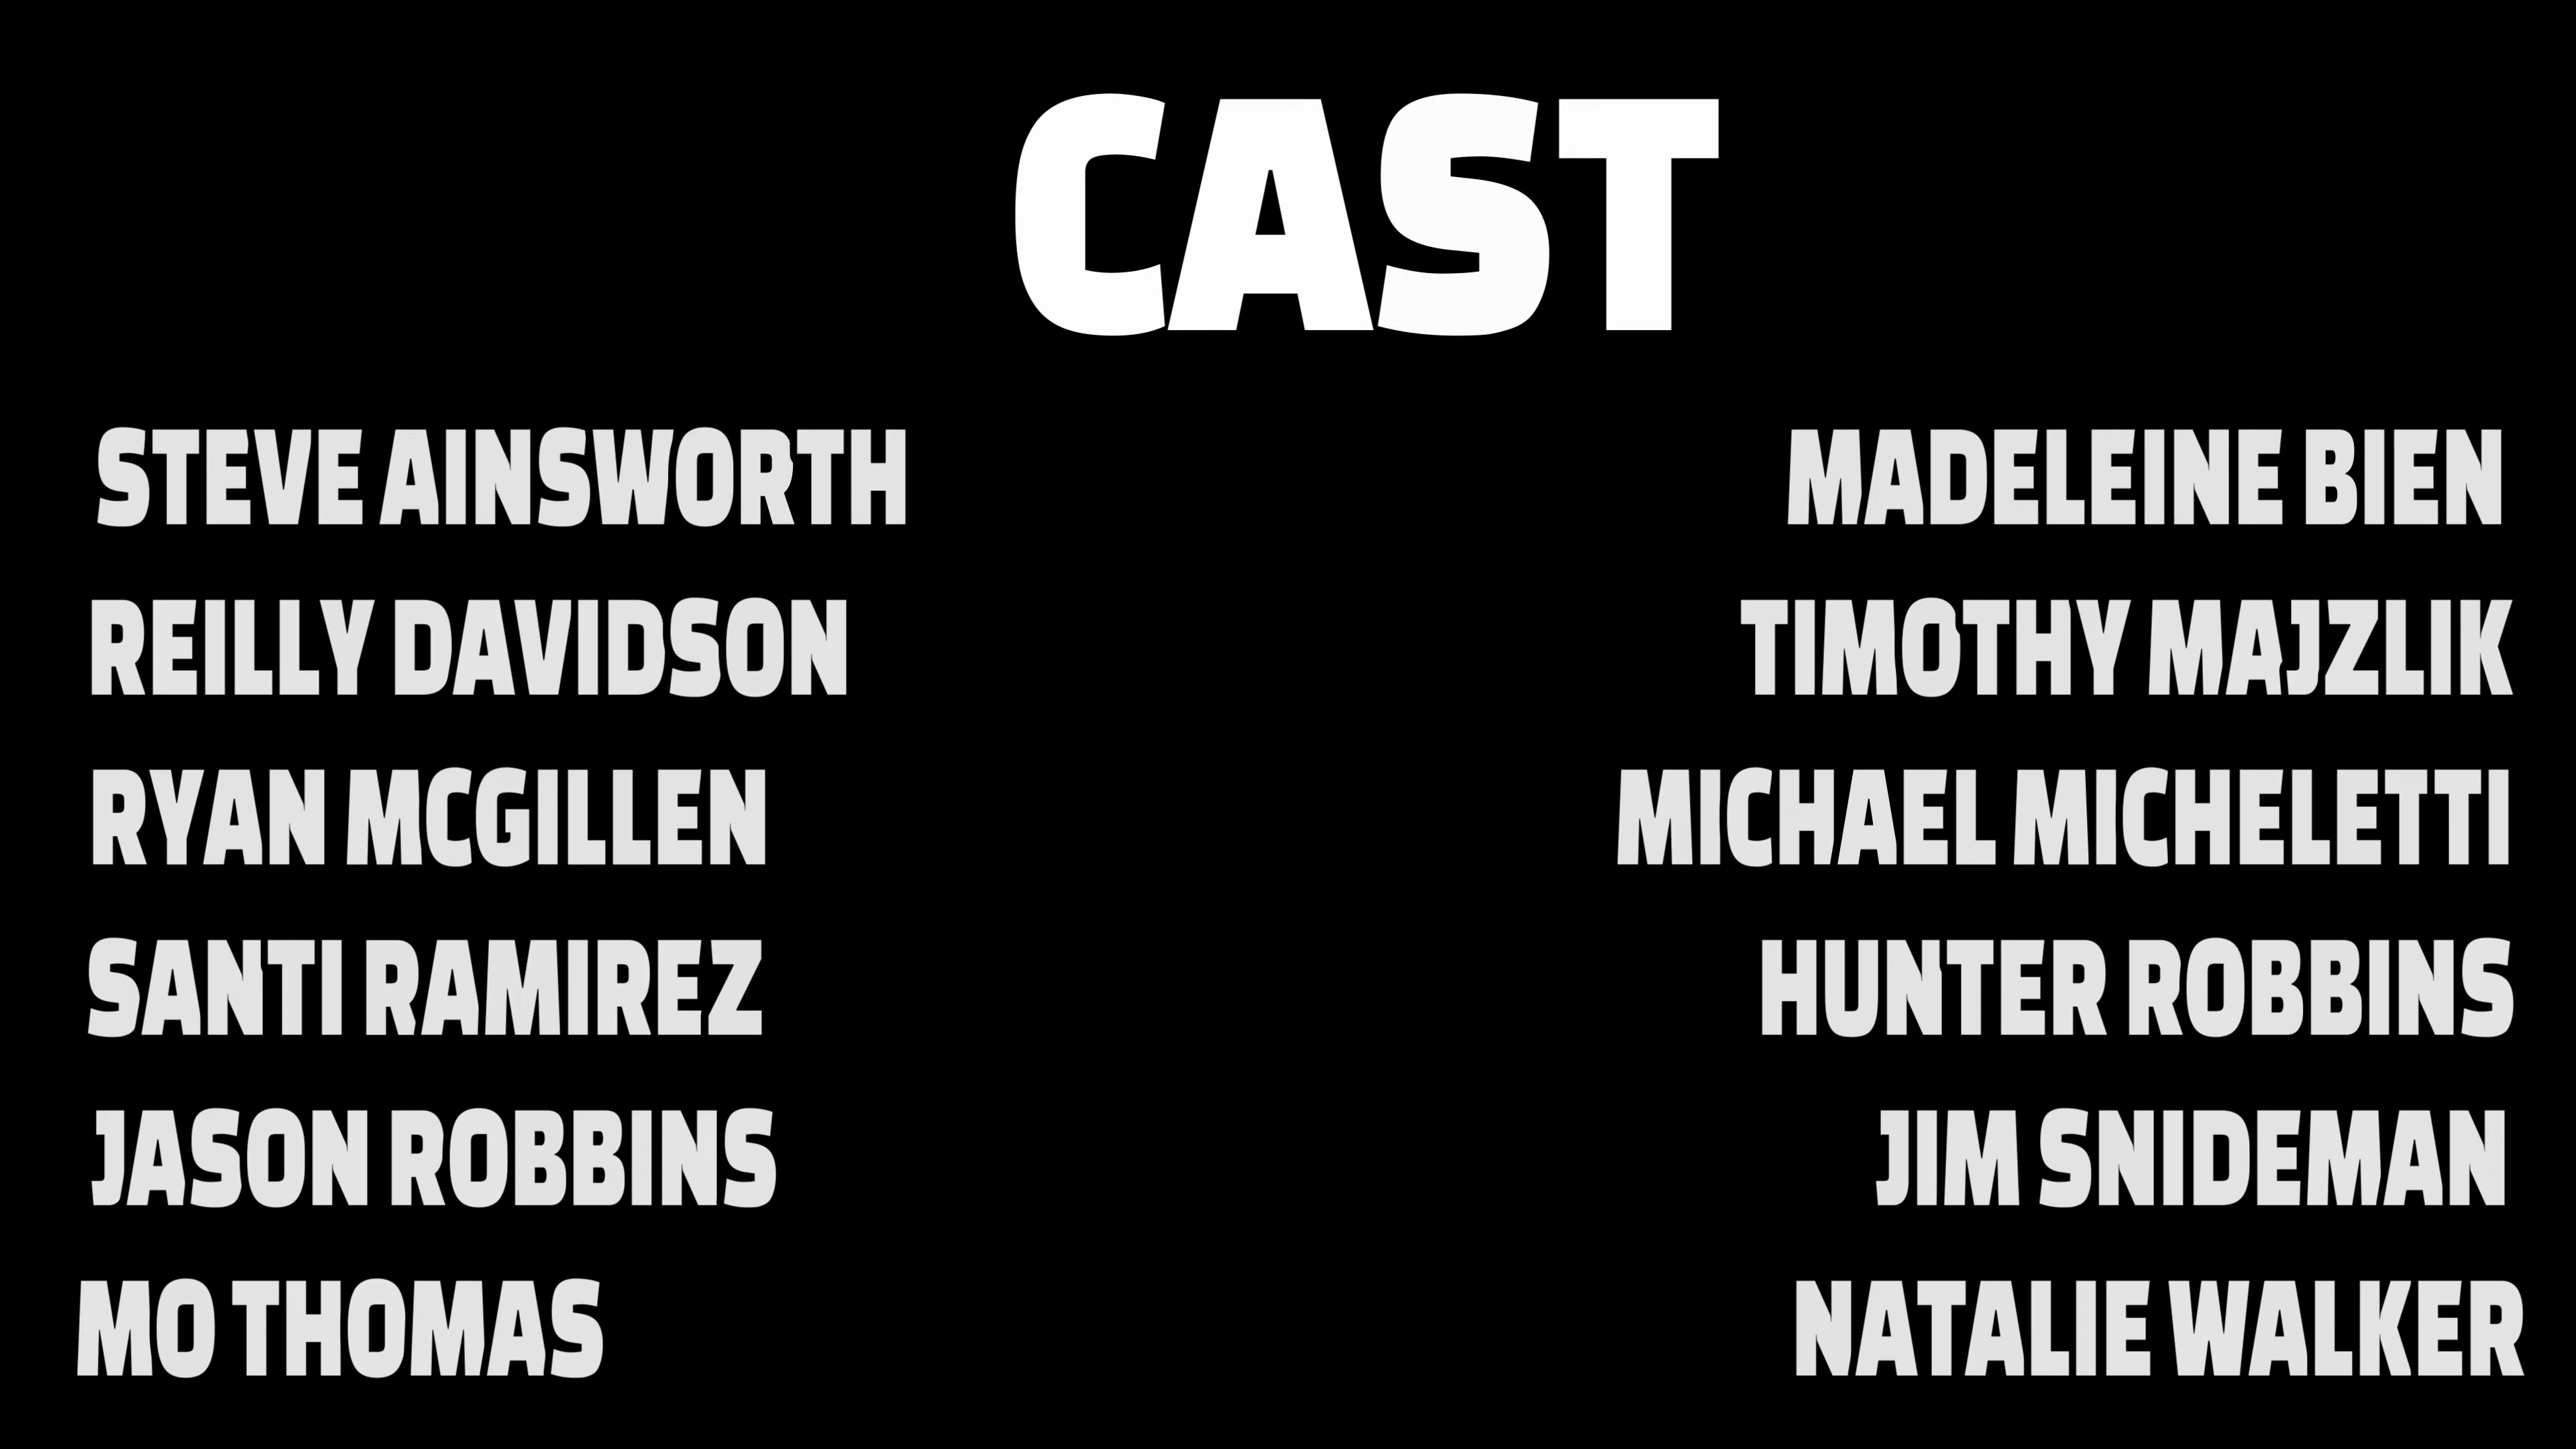 CAST
STEVE AINSWORTH
MADELEINE BIEN
REILLY DAVIDSON
TIMOTHY MAJZLIK
RYAN MCGILLEN
MICHAEL MICHELETTI
SANTI RAMIREZ
HUNTER ROBBINS
JASON ROBBINS
JIM SNIDEMAN
MO THOMAS
NATALIE WALKER